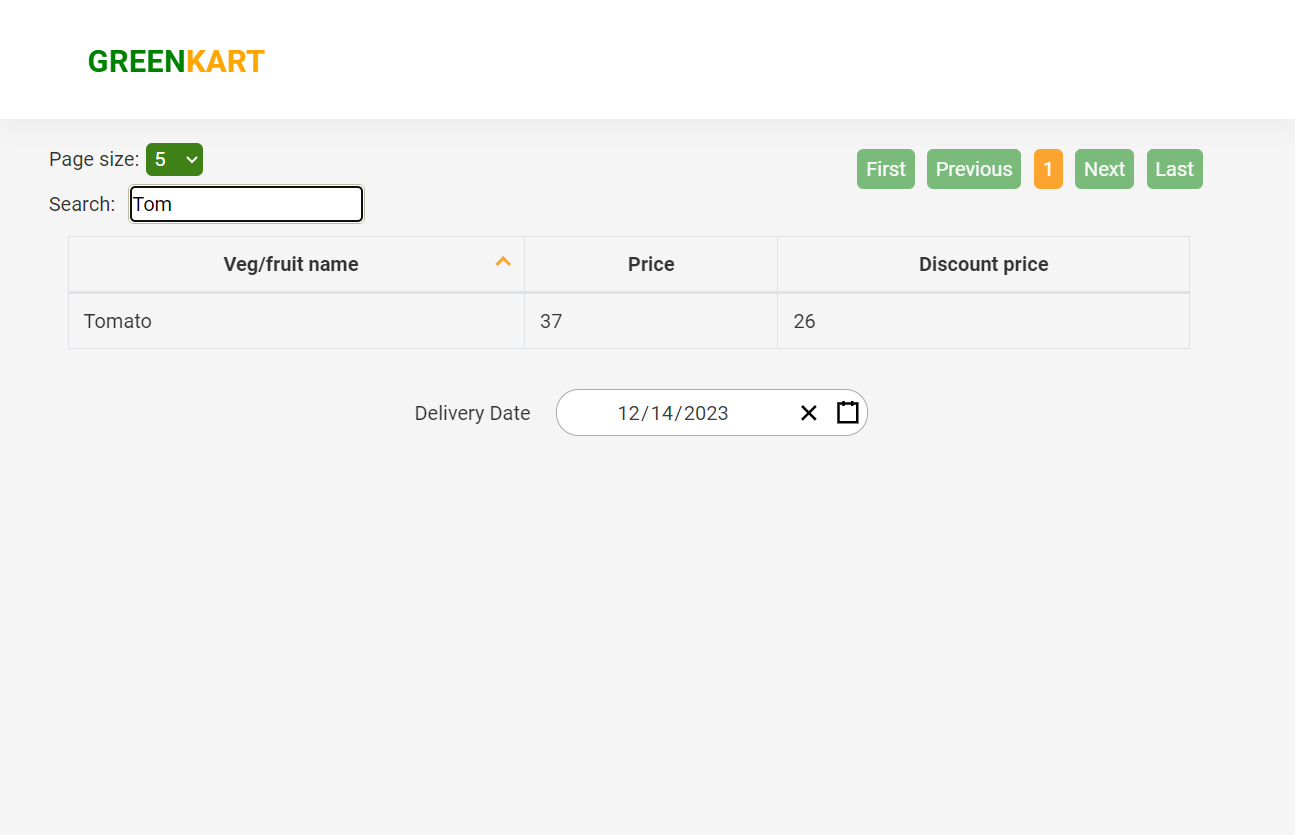 GREENKART
Page size: 5
First Previous 1 Next Last
Search: Tom
Veg/fruit name Price Discount price
Tomato 37 26
Delivery Date 12/14/2023